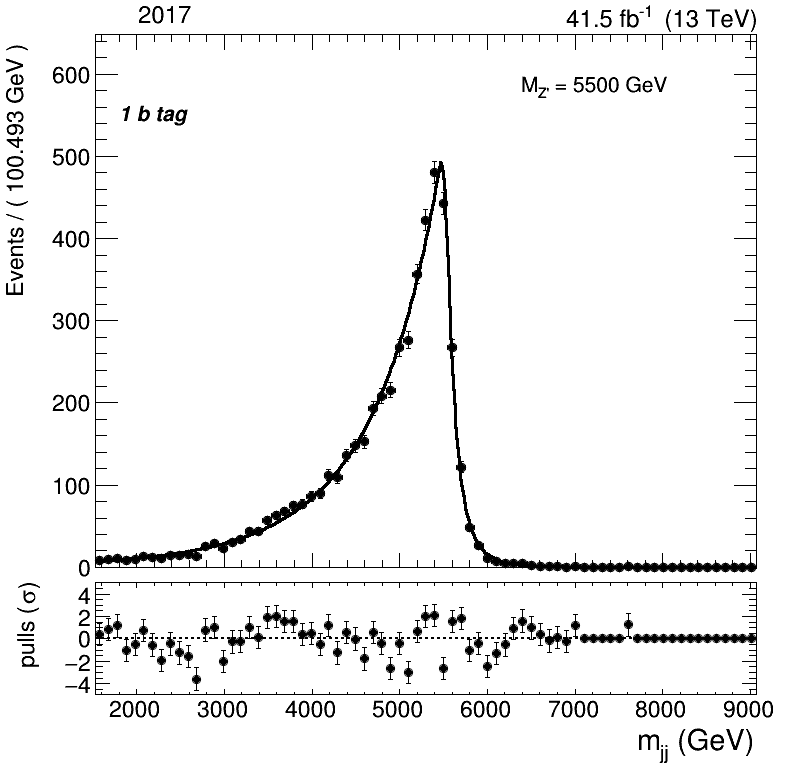 2017
41.5 fb⁻¹ (13 TeV)
Events / ( 100.493 GeV )
600
500
400
300
200
100
0
M_Z' = 5500 GeV
1 b tag
pulls (σ)
4
2
0
−2
−4
2000 3000 4000 5000 6000 7000 8000 9000
m_jj (GeV)